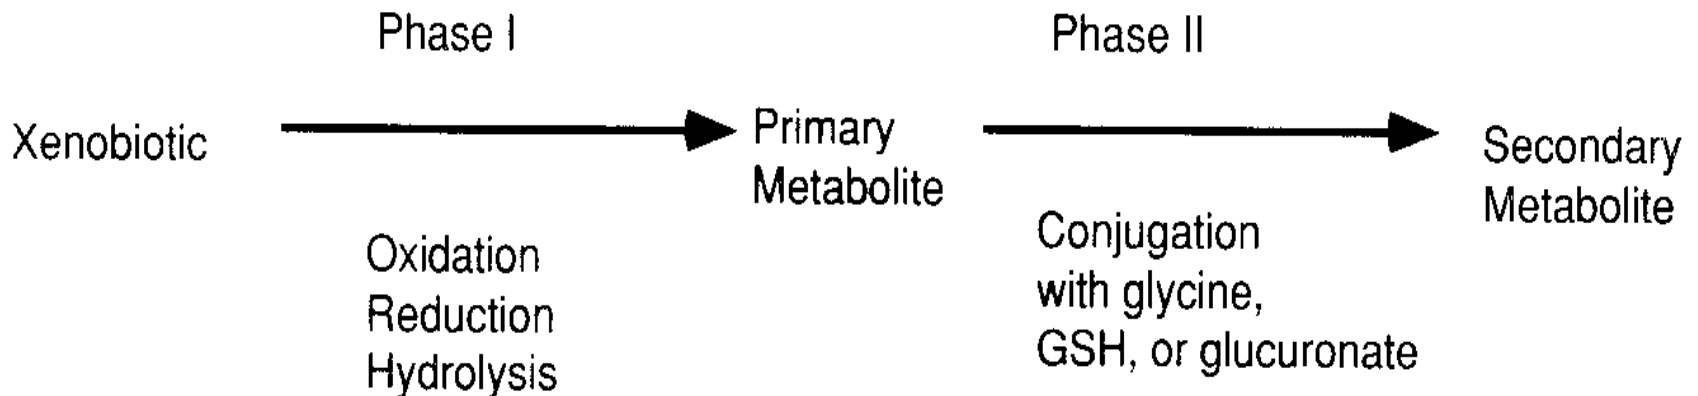 Phase I
Phase II
Xenobiotic
Primary
Metabolite
Secondary
Metabolite
Oxidation
Reduction
Hydrolysis
Conjugation
with glycine,
GSH, or glucuronate